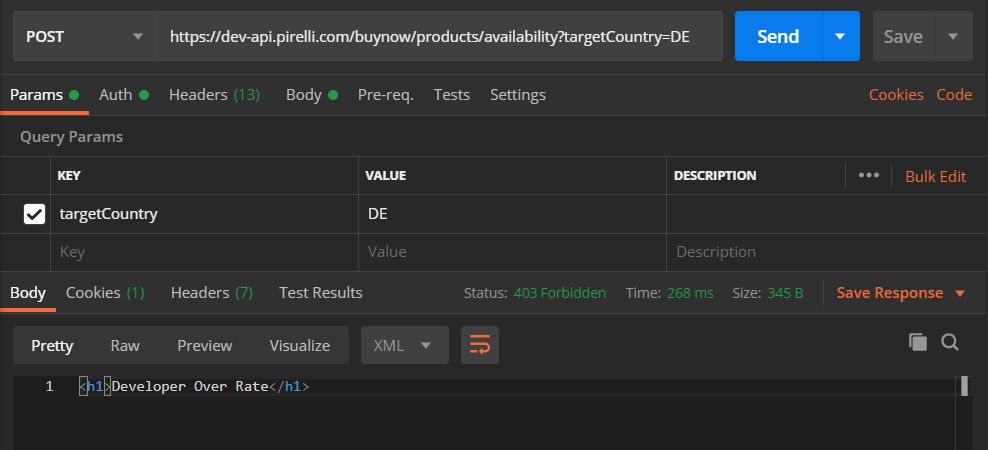 POST https://dev-api.pirelli.com/buynow/products/availability?targetCountry=DE Send Save
Params Auth Headers (13) Body Pre-req. Tests Settings Cookies Code
Query Params
KEY VALUE DESCRIPTION ••• Bulk Edit
targetCountry DE
Key Value Description
Body Cookies (1) Headers (7) Test Results Status: 403 Forbidden Time: 268 ms Size: 345 B Save Response
Pretty Raw Preview Visualize XML
1 <h1>Developer Over Rate</h1>